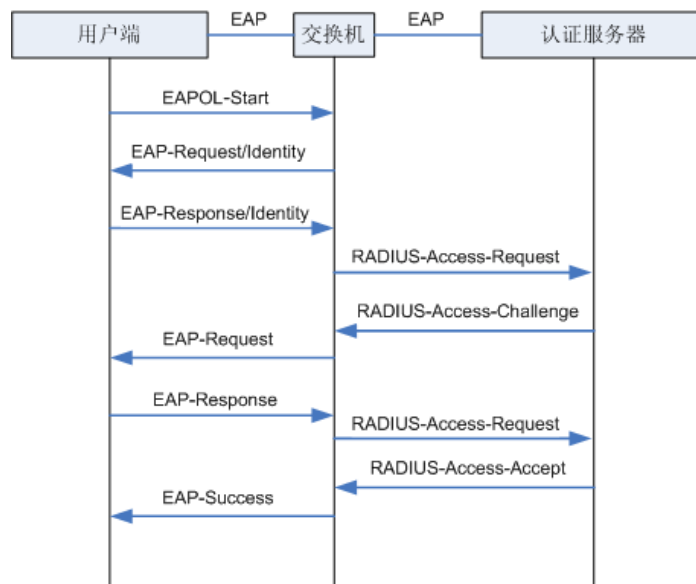 EAP
EAP
用户端
交换机
认证服务器
EAPOL-Start
EAP-Request/Identity
EAP-Response/Identity
RADIUS-Access-Request
RADIUS-Access-Challenge
EAP-Request
EAP-Response
RADIUS-Access-Request
RADIUS-Access-Accept
EAP-Success